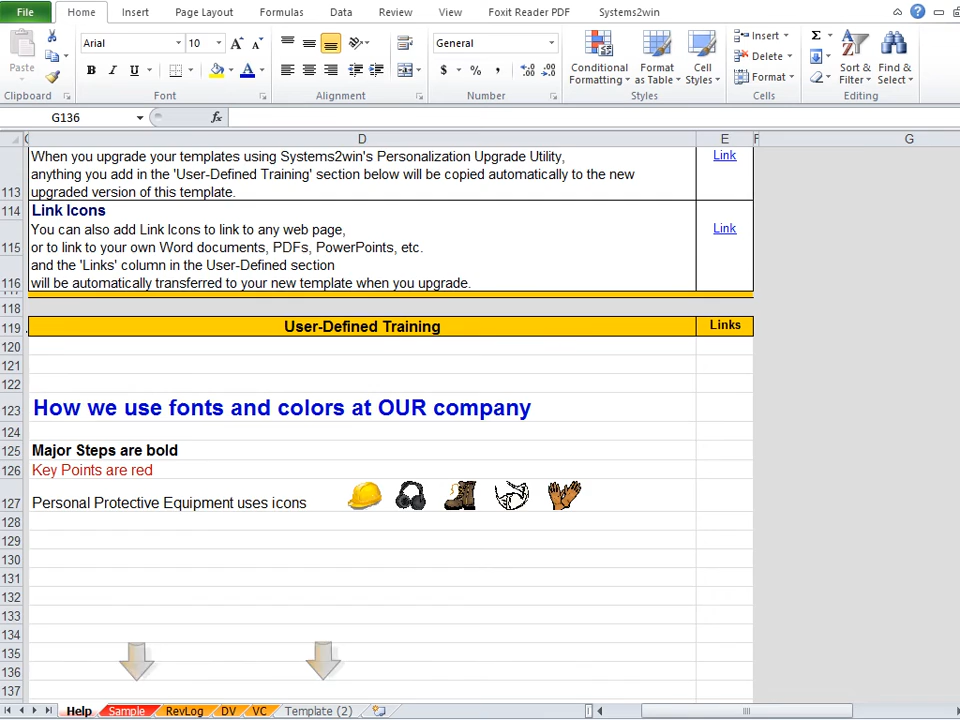 File Home Insert Page Layout Formulas Data Review View Foxit Reader PDF Systems2win
Paste
Arial 10
General
B I U
$ % ,
Conditional Formatting
Format as Table
Cell Styles
Insert
Delete
Format
Σ
Sort & Filter
Find & Select
Clipboard Font Alignment Number Styles Cells Editing
G136 fx
C D E F G
When you upgrade your templates using Systems2win's Personalization Upgrade Utility, Link
anything you add in the 'User-Defined Training' section below will be copied automatically to the new
113 upgraded version of this template.
114 Link Icons
You can also add Link Icons to link to any web page, Link
115 or to link to your own Word documents, PDFs, PowerPoints, etc.
and the 'Links' column in the User-Defined section
116 will be automatically transferred to your new template when you upgrade.
118
119 User-Defined Training Links
120
121
122
123 How we use fonts and colors at OUR company
124
125 Major Steps are bold
126 Key Points are red
127 Personal Protective Equipment uses icons
128
129
130
131
132
133
134
135
136
137
Help Sample RevLog DV VC Template (2)